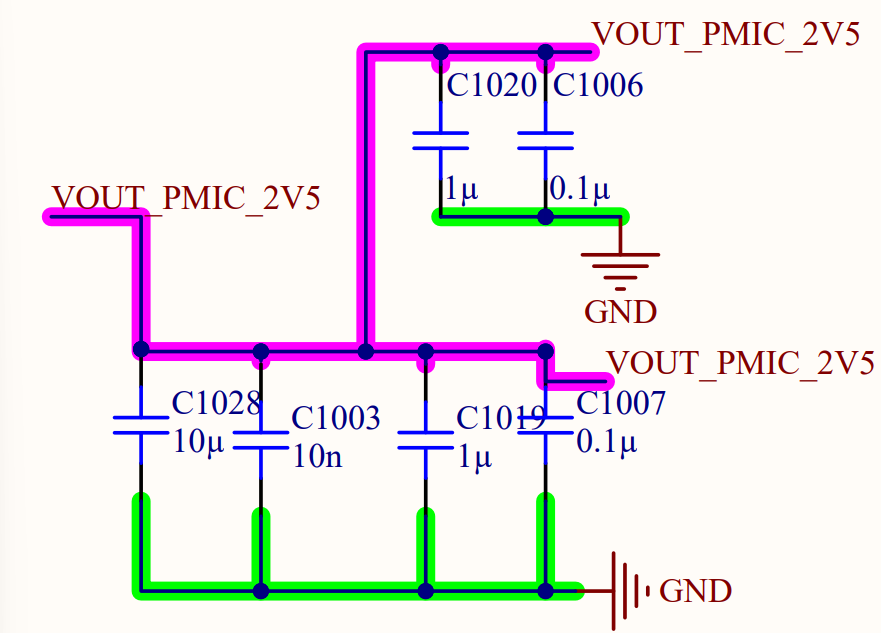 VOUT_PMIC_2V5
C1020
C1006
1µ
0.1µ
VOUT_PMIC_2V5
GND
VOUT_PMIC_2V5
C1028
10µ
C1003
10n
C1019
1µ
C1007
0.1µ
GND